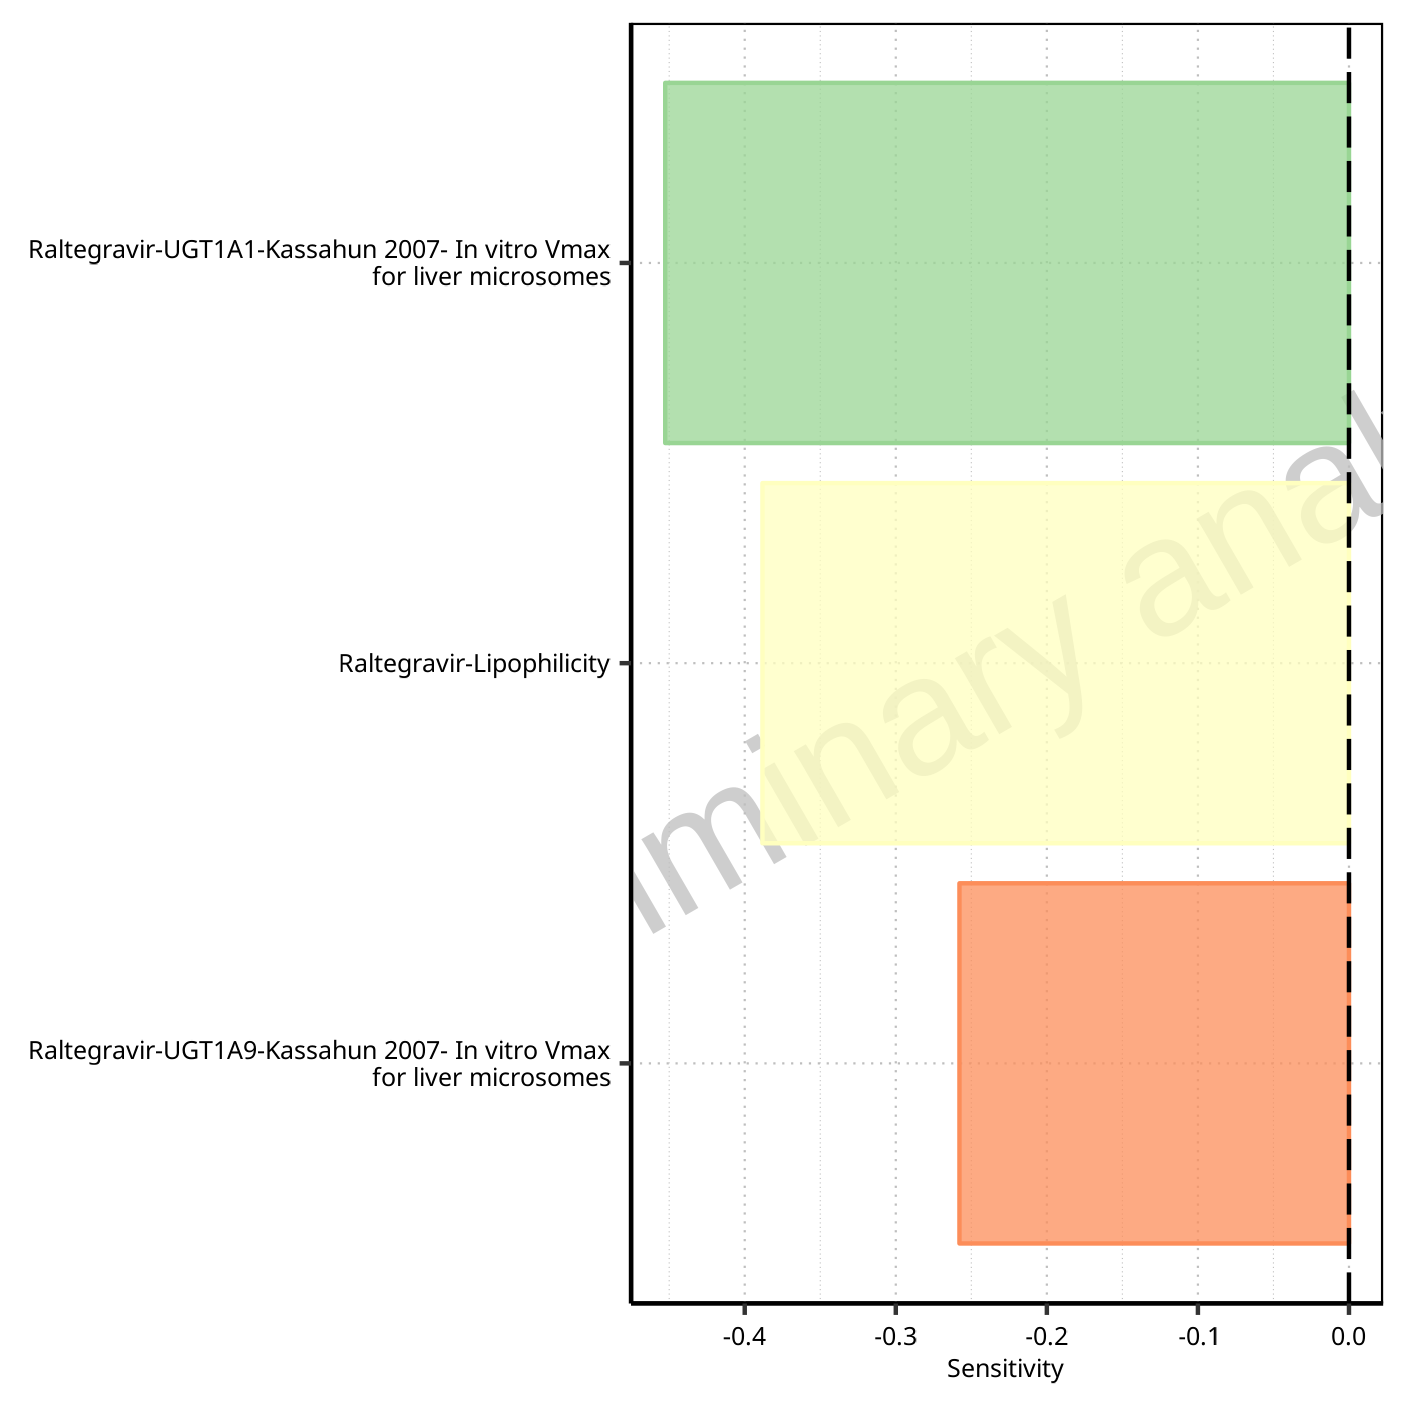 Raltegravir-UGT1A1-Kassahun 2007- In vitro Vmax
for liver microsomes
Raltegravir-Lipophilicity
Raltegravir-UGT1A9-Kassahun 2007- In vitro Vmax
for liver microsomes
minary anal
-0.4 -0.3 -0.2 -0.1 0.0
Sensitivity